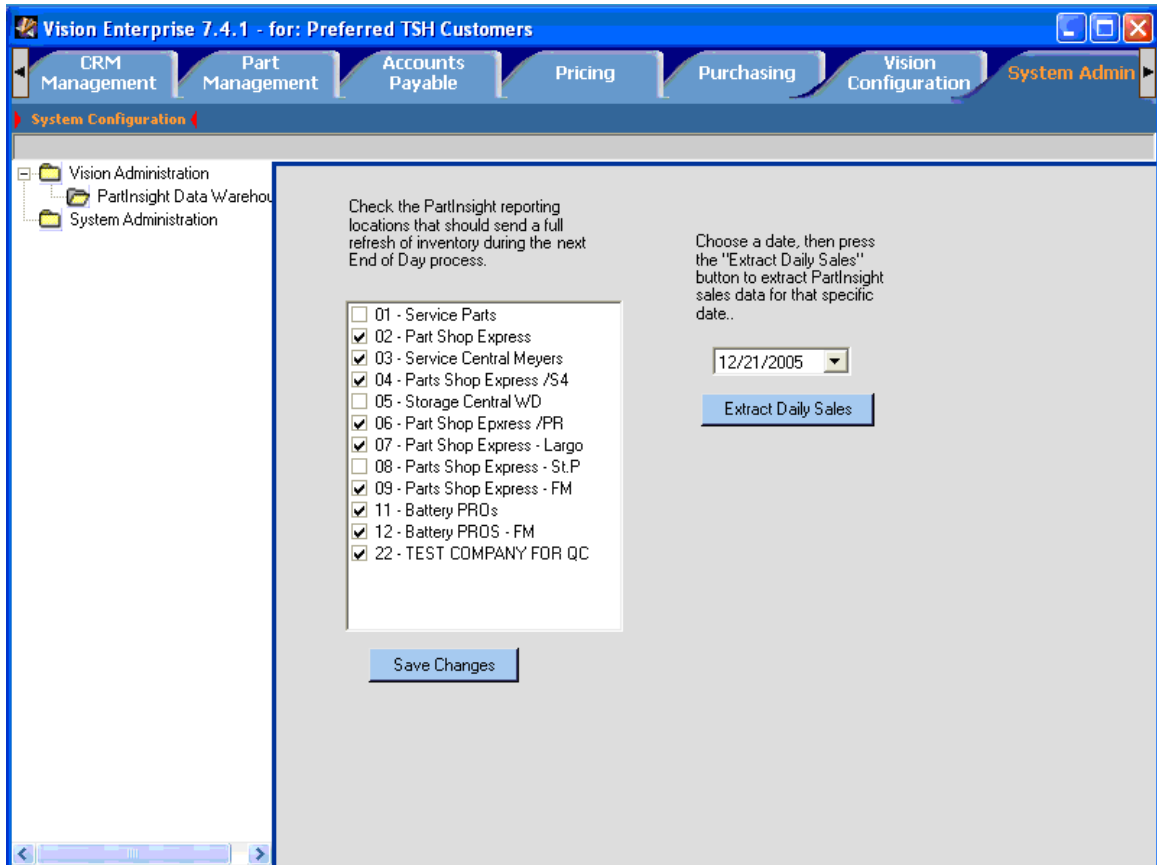 Vision Enterprise 7.4.1 - for: Preferred TSH Customers
CRM Management
Part Management
Accounts Payable
Pricing
Purchasing
Vision Configuration
System Admin
System Configuration
Vision Administration
PartInsight Data Warehou
System Administration
Check the PartInsight reporting
locations that should send a full
refresh of inventory during the next
End of Day process.
01 - Service Parts
02 - Part Shop Express
03 - Service Central Meyers
04 - Parts Shop Express /S4
05 - Storage Central WD
06 - Part Shop Epxress /PR
07 - Part Shop Express - Largo
08 - Parts Shop Express - St.P
09 - Parts Shop Express - FM
11 - Battery PROs
12 - Battery PROS - FM
22 - TEST COMPANY FOR QC
Save Changes
Choose a date, then press
the "Extract Daily Sales"
button to extract PartInsight
sales data for that specific
date..
12/21/2005
Extract Daily Sales